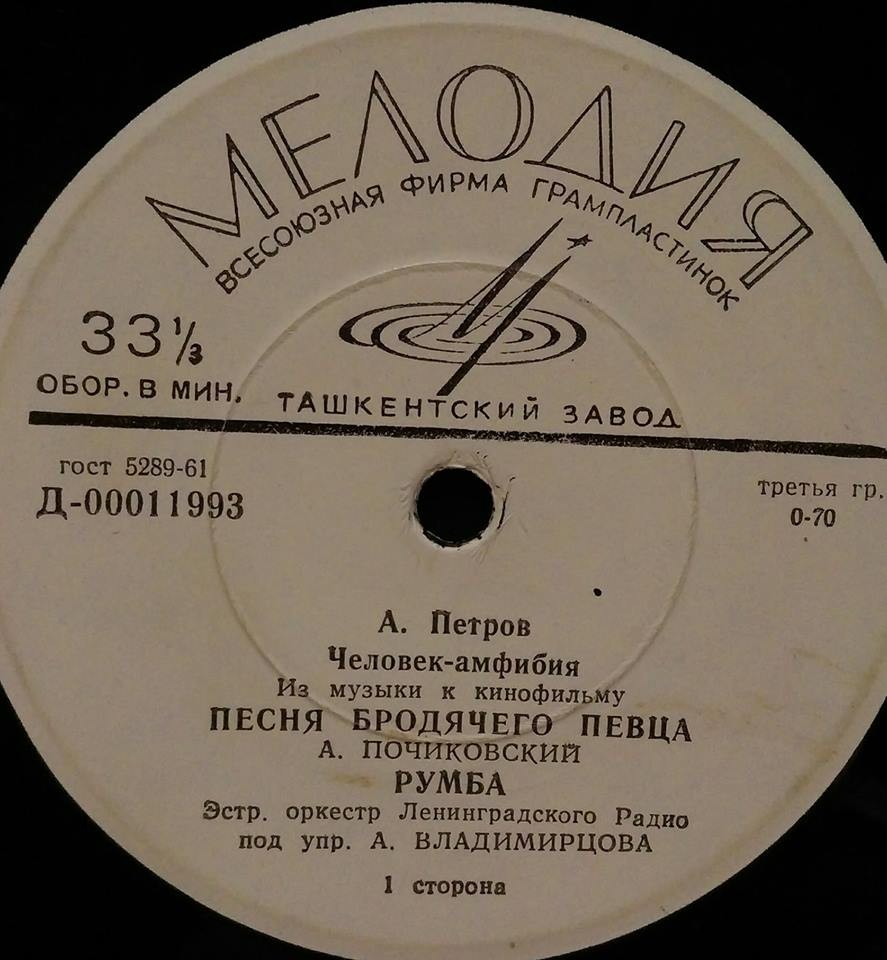 МЕЛОДИЯ
ВСЕСОЮЗНАЯ ФИРМА ГРАМПЛАСТИНОК
33⅓
ОБОР. В МИН.
ТАШКЕНТСКИЙ ЗАВОД
гост 5289-61
Д-00011993
третья гр.
0-70
А. Петров
Человек-амфибия
Из музыки к кинофильму
ПЕСНЯ БРОДЯЧЕГО ПЕВЦА
А. ПОЧИКОВСКИЙ
РУМБА
Эстр. оркестр Ленинградского Радио
под упр. А. ВЛАДИМИРЦОВА
1 сторона